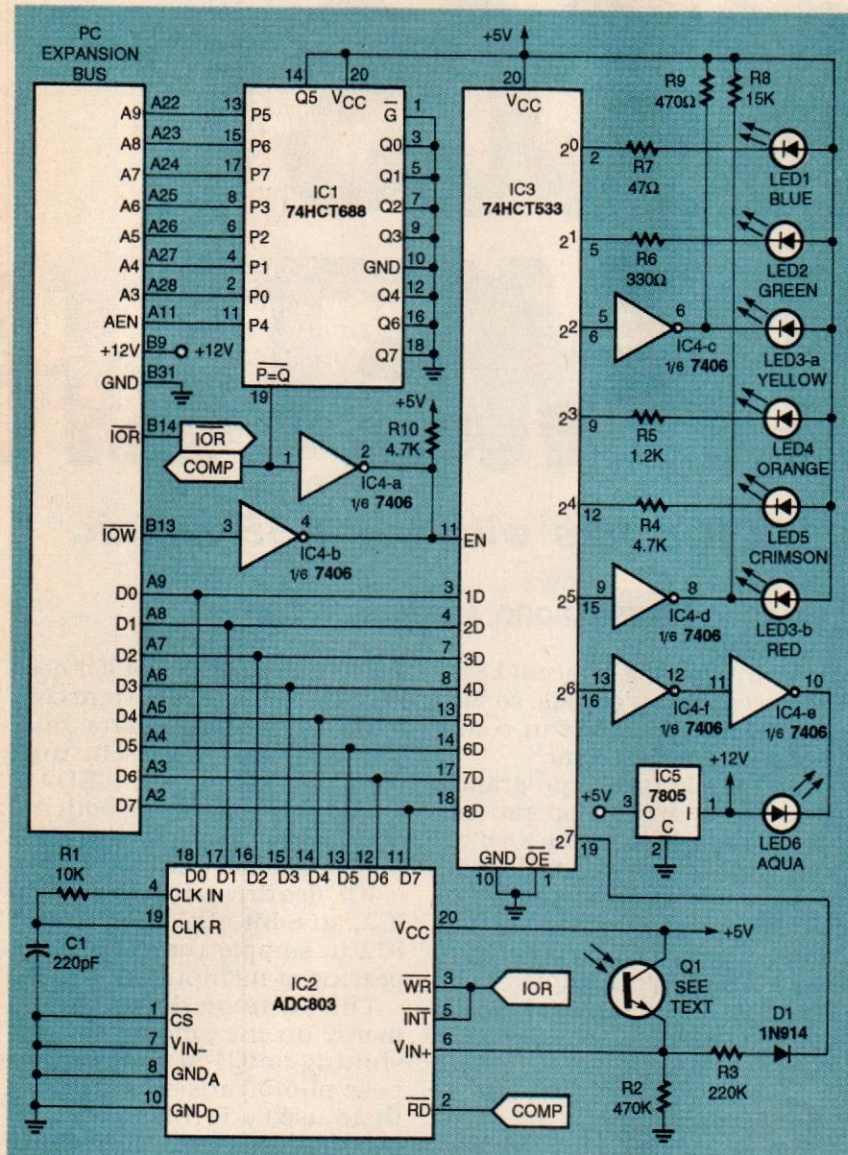 PC
EXPANSION
BUS
A9
A8
A7
A6
A5
A4
A3
AEN
+12V
GND
IOR
IOW
D0
D1
D2
D3
D4
D5
D6
D7
A22
A23
A24
A25
A26
A27
A28
A11
B9
B31
B14
B13
A9
A8
A7
A6
A5
A4
A3
A2
+12V
IOR
COMP
14
20
Q5
VCC
13
15
17
8
6
4
2
11
P5
P6
P7
P3
P2
P1
P0
P4
IC1
74HCT688
G
Q0
Q1
Q2
Q3
GND
Q4
Q6
Q7
1
3
5
7
9
10
12
16
18
P=Q
19
1
2
IC4-a
1/6 7406
+5V
R10
4.7K
3
4
IC4-b
1/6 7406
+5V
20
VCC
IC3
74HCT533
11
EN
3
1D
4
2D
7
3D
8
4D
13
5D
14
6D
17
7D
18
8D
GND
OE
10
1
2⁰
2
2¹
5
2²
6
2³
9
2⁴
12
2⁵
15
2⁶
16
2⁷
19
R9
470Ω
R8
15K
R7
47Ω
LED1
BLUE
R6
330Ω
LED2
GREEN
5
6
IC4-c
1/6 7406
LED3-a
YELLOW
R5
1.2K
LED4
ORANGE
R4
4.7K
LED5
CRIMSON
9
8
IC4-d
1/6 7406
LED3-b
RED
13
12
IC4-f
1/6 7406
11
10
IC4-e
1/6 7406
+12V
IC5
7805
+5V
3
O
I
1
C
2
LED6
AQUA
R1
10K
C1
220pF
18
17
16
15
14
13
12
11
D0
D1
D2
D3
D4
D5
D6
D7
4
CLK IN
19
CLK R
1
CS
7
VIN-
8
GNDA
10
GNDD
IC2
ADC803
VCC
20
+5V
WR
3
IOR
INT
5
VIN+
6
RD
2
COMP
Q1
SEE
TEXT
D1
1N914
R3
220K
R2
470K